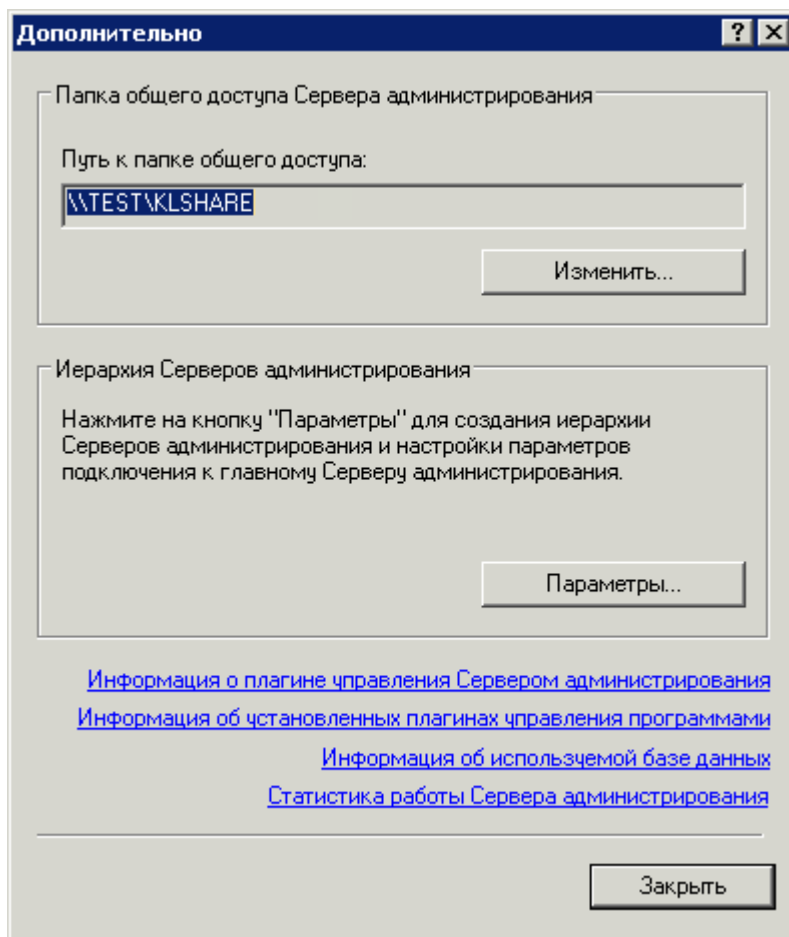 Дополнительно
Папка общего доступа Сервера администрирования
Путь к папке общего доступа:
\\TEST\KLSHARE
Изменить...
Иерархия Серверов администрирования
Нажмите на кнопку "Параметры" для создания иерархии
Серверов администрирования и настройки параметров
подключения к главному Серверу администрирования.
Параметры...
Информация о плагине управления Сервером администрирования
Информация об установленных плагинах управления программами
Информация об используемой базе данных
Статистика работы Сервера администрирования
Закрыть